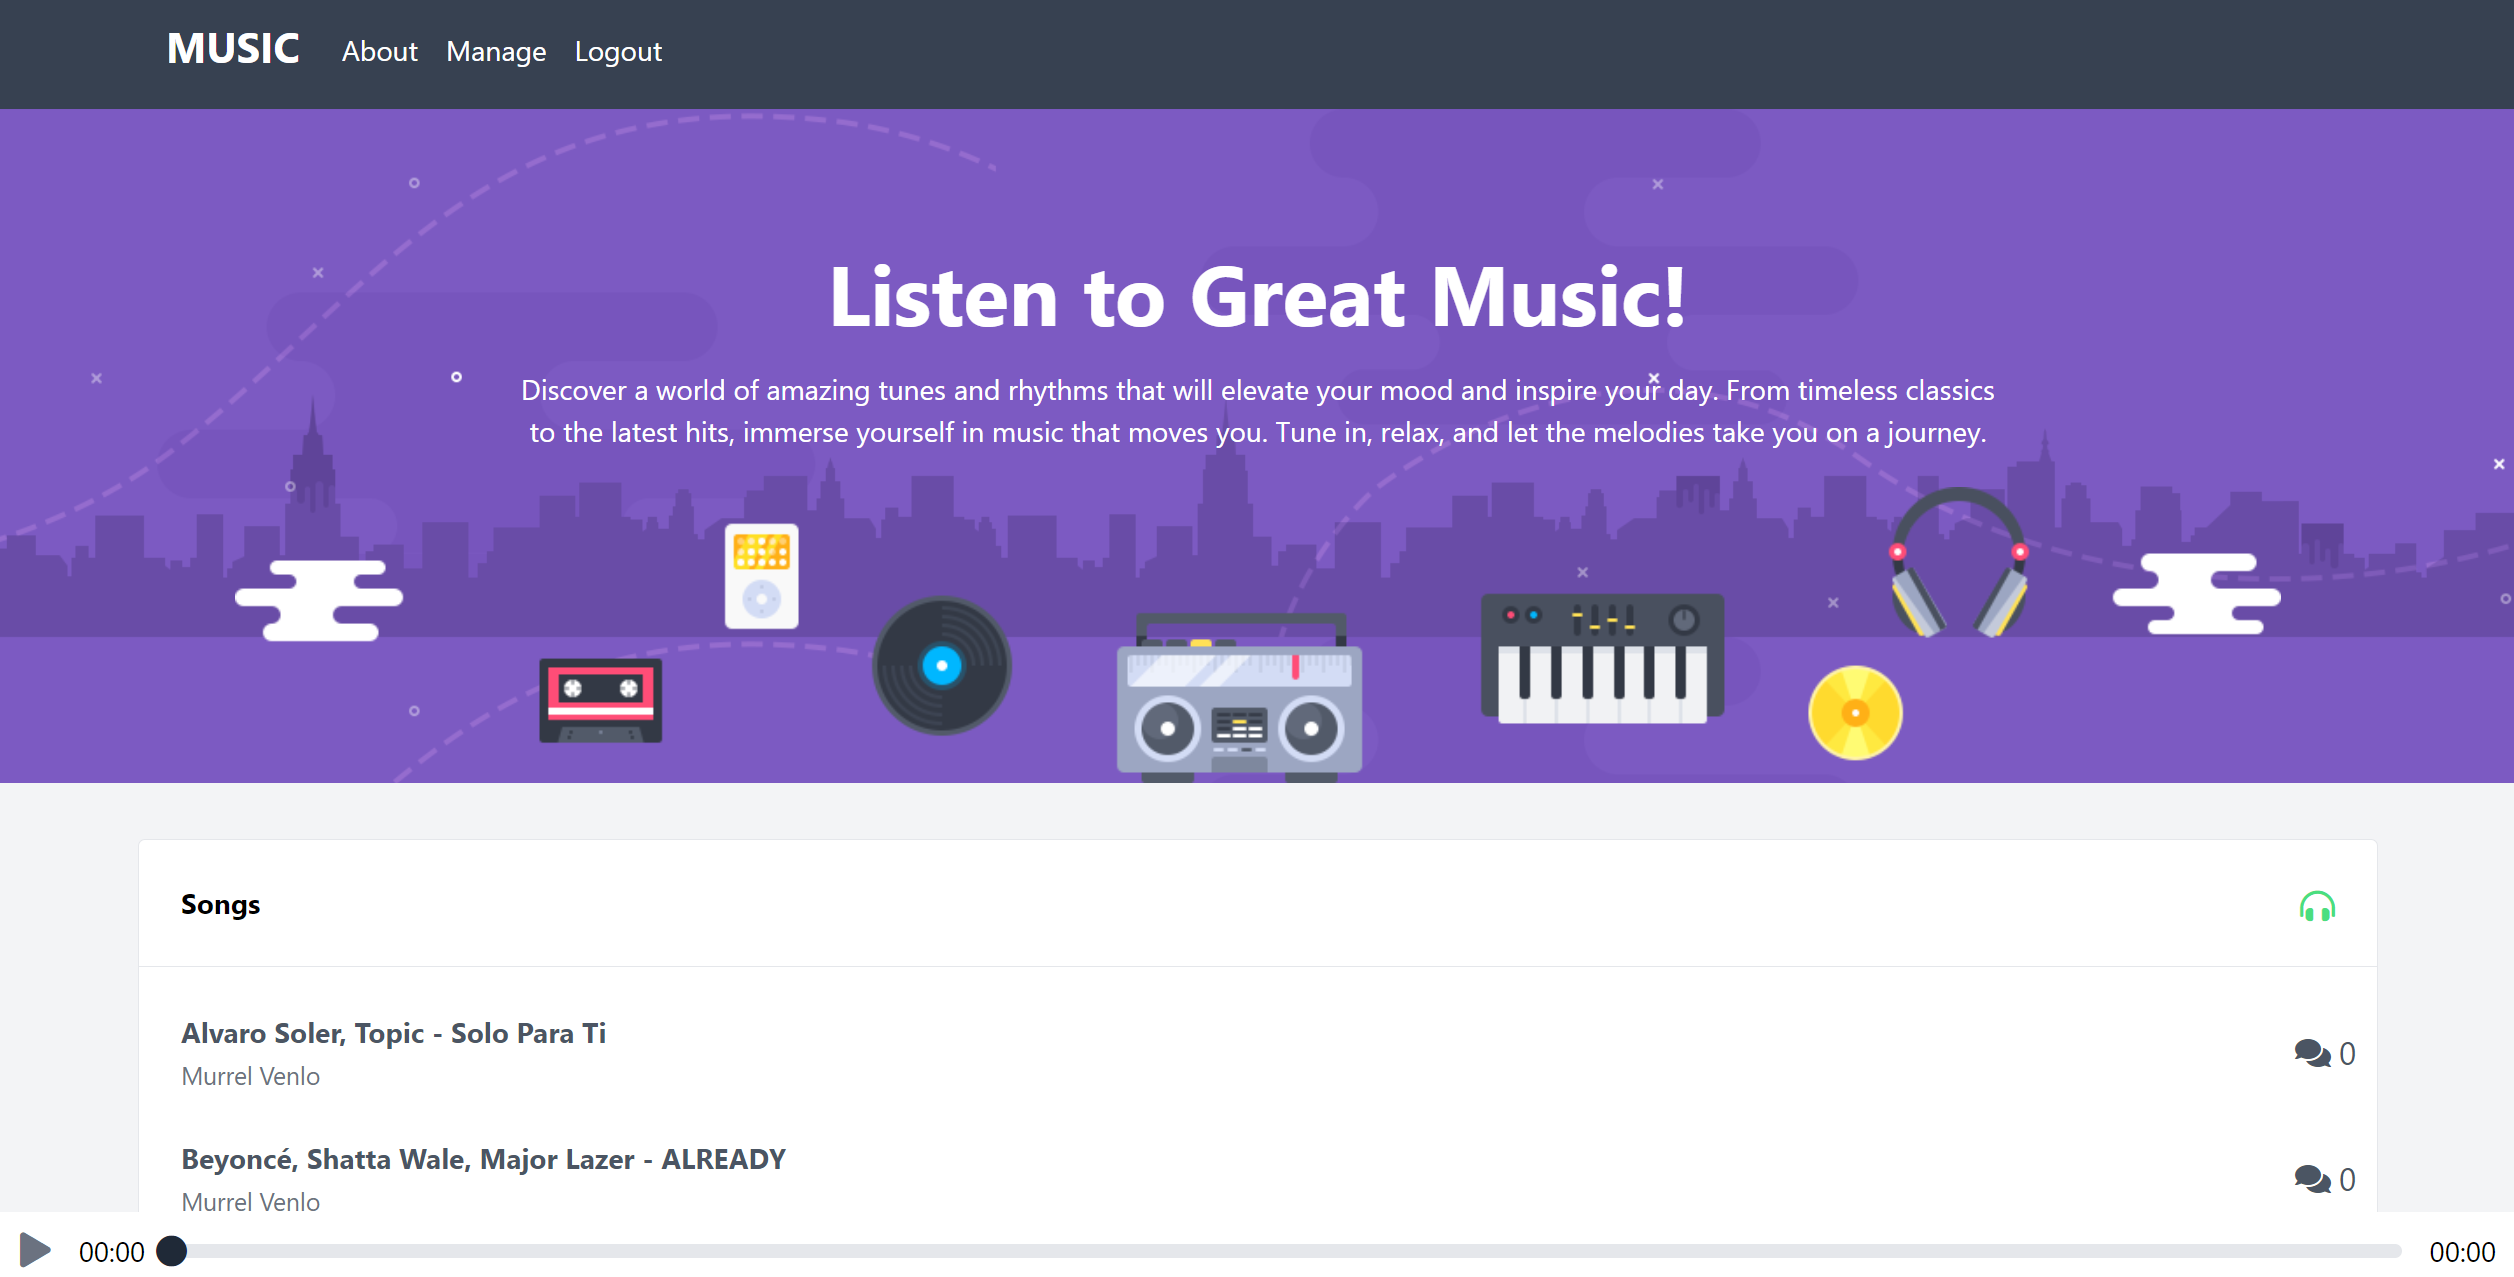 MUSIC About Manage Logout
Listen to Great Music!
Discover a world of amazing tunes and rhythms that will elevate your mood and inspire your day. From timeless classics
to the latest hits, immerse yourself in music that moves you. Tune in, relax, and let the melodies take you on a journey.
Songs
Alvaro Soler, Topic - Solo Para Ti
Murrel Venlo
0
Beyoncé, Shatta Wale, Major Lazer - ALREADY
Murrel Venlo
0
00:00 00:00